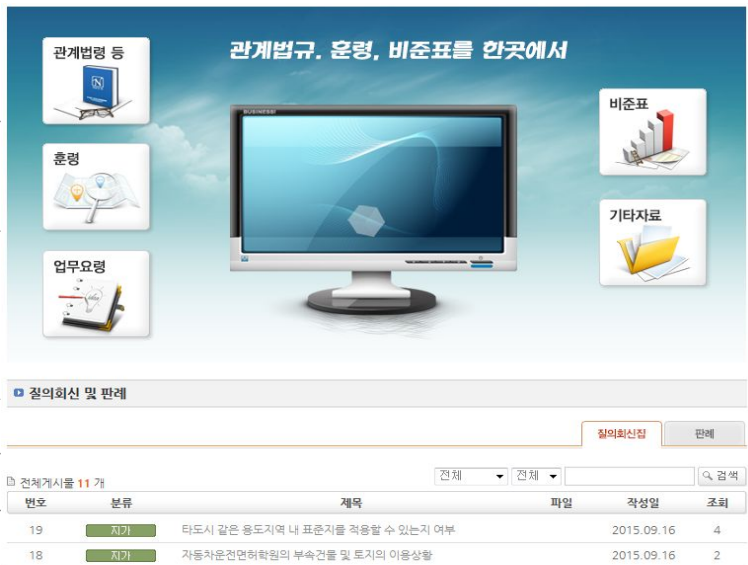 관계법령 등
관계법규, 훈령, 비준표를 한곳에서
비준표
훈령
기타자료
업무요령
BUSINESS!
질의회신 및 판례
질의회신집 판례
전체게시물 11 개 전체 전체 검색
번호 분류 제목 파일 작성일 조회
19 지가 타도시 같은 용도지역 내 표준지를 적용할 수 있는지 여부 2015.09.16 4
18 지가 자동차운전면허학원의 부속건물 및 토지의 이용상황 2015.09.16 2